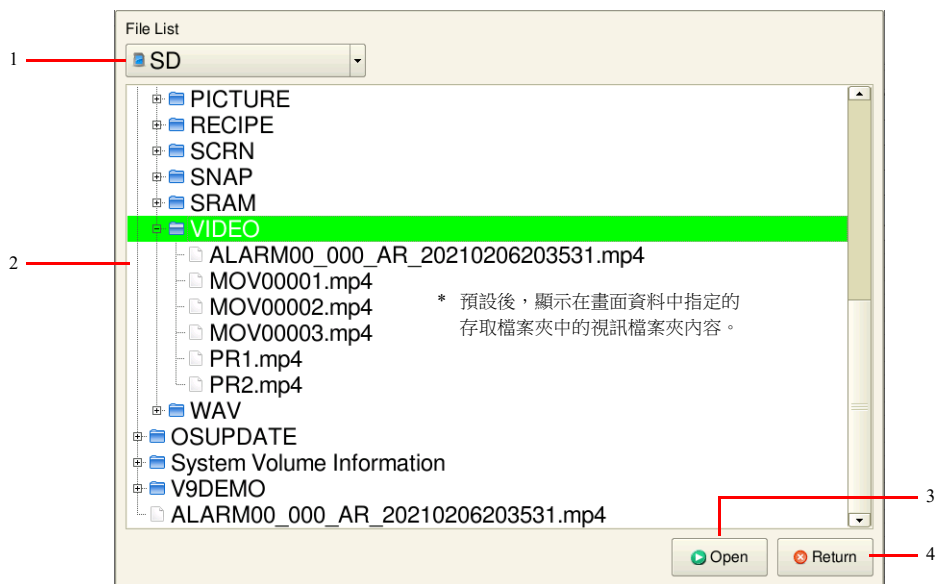 File List
1
SD
PICTURE
RECIPE
SCRN
SNAP
SRAM
VIDEO
2
ALARM00_000_AR_20210206203531.mp4
MOV00001.mp4
MOV00002.mp4
MOV00003.mp4
* 預設後，顯示在畫面資料中指定的
存取檔案夾中的視訊檔案夾內容。
PR1.mp4
PR2.mp4
WAV
OSUPDATE
System Volume Information
V9DEMO
ALARM00_000_AR_20210206203531.mp4
3
Open
Return
4